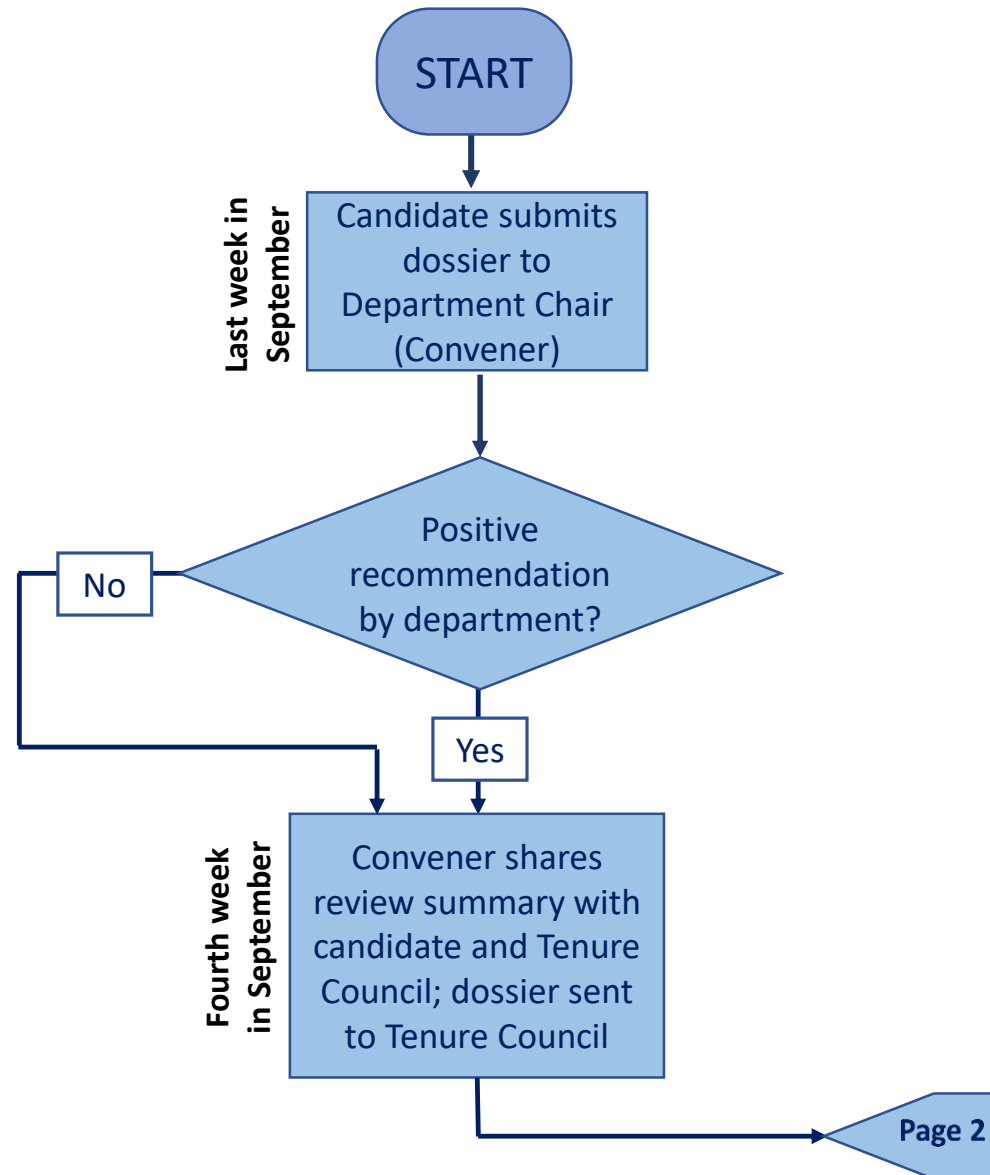 START
Last week in
September
Candidate submits
dossier to
Department Chair
(Convener)
Positive
recommendation
by department?
No
Yes
Fourth week
in September
Convener shares
review summary with
candidate and Tenure
Council; dossier sent
to Tenure Council
Page 2